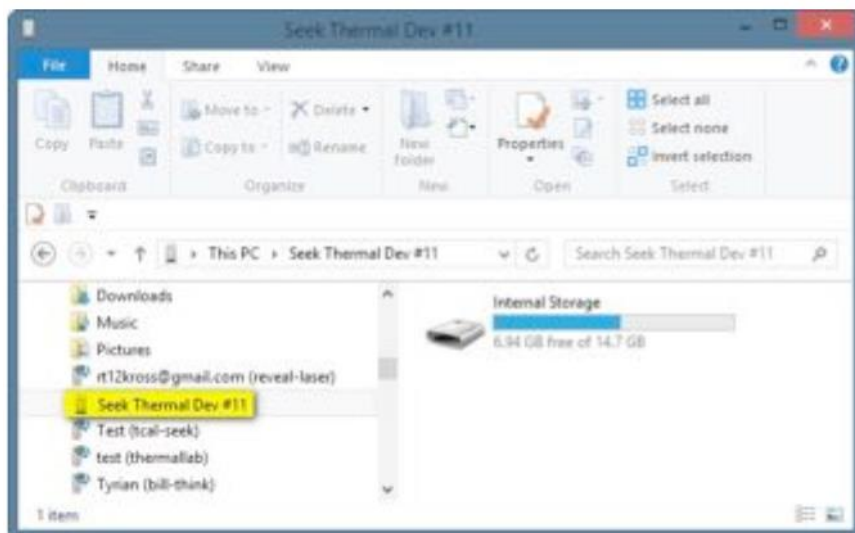 Seek Thermal Dev #11
File Home Share View
Copy Paste Move to Copy to Delete Rename New folder Properties Select all Select none Invert selection
Clipboard Organize New Open Select
This PC Seek Thermal Dev #11 Search Seek Thermal Dev #11
Downloads
Music
Pictures
rt12kross@gmail.com (reveal-laser)
Seek Thermal Dev #11
Test (tcal-seek)
test (thermallab)
Tyrian (bill-think)
Internal Storage
6.94 GB free of 14.7 GB
1 item